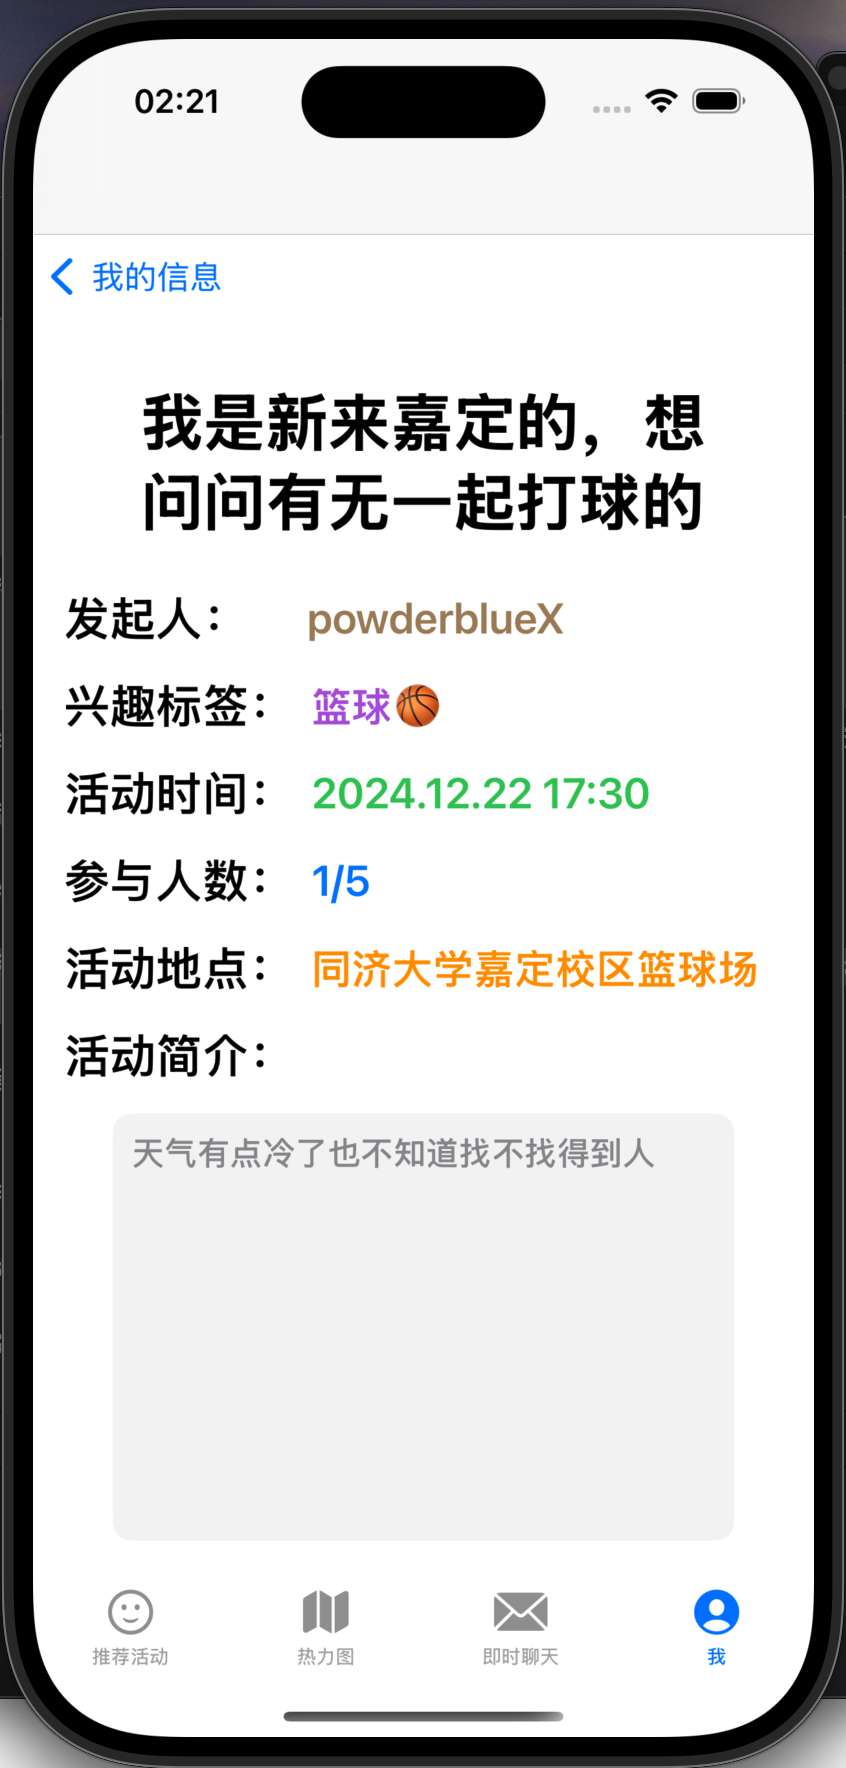 02:21
我的信息
我是新来嘉定的，想
问问有无一起打球的
发起人： powderblueX
兴趣标签： 篮球🏀
活动时间： 2024.12.22 17:30
参与人数： 1/5
活动地点： 同济大学嘉定校区篮球场
活动简介：
天气有点冷了也不知道找不找得到人
推荐活动 热力图 即时聊天 我